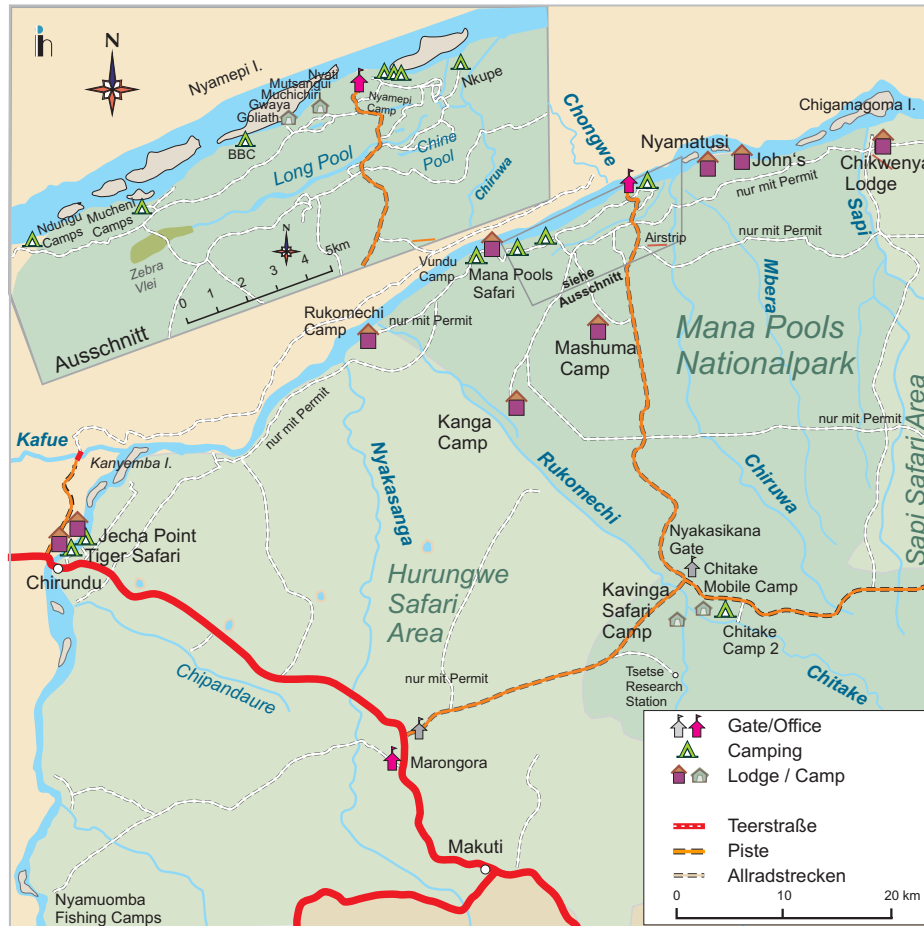 in
N
Nyamepi I.
Nyati
Mutsangui
Muchichiri
Gwaya
Goliath
Nyamepi
Camp
Nkupe
BBC
Long Pool
Chine
Pool
Chiruwa
Ndungu
Camps
Mucheni
Camps
Zebra
Vlei
0 1 2 3 4 5km
Ausschnitt
Chongwe
Chigamagoma I.
Nyamatusi
John's
Chikwenya
Lodge
nur mit Permit
Sapi
Airstrip
nur mit Permit
Vundu
Camp
Mana Pools
Safari
siehe
Ausschnitt
Mbera
Rukomechi
Camp
nur mit Permit
Mashuma
Camp
Mana Pools
Nationalpark
nur mit Permit
Kanga
Camp
nur mit Permit
Sapi Safari Area
Kafue
Kanyemba I.
Nyakasanga
Rukomechi
Chiruwa
Jecha Point
Tiger Safari
Chirundu
Nyakasikana
Gate
Chitake
Mobile Camp
Hurungwe
Safari
Area
Kavinga
Safari
Camp
Chitake
Camp 2
Chipandaure
nur mit Permit
Tsetse
Research
Station
Chitake
Marongora
Makuti
Nyamuomba
Fishing Camps
Gate/Office
Camping
Lodge / Camp
Teerstraße
Piste
Allradstrecken
0 10 20 km